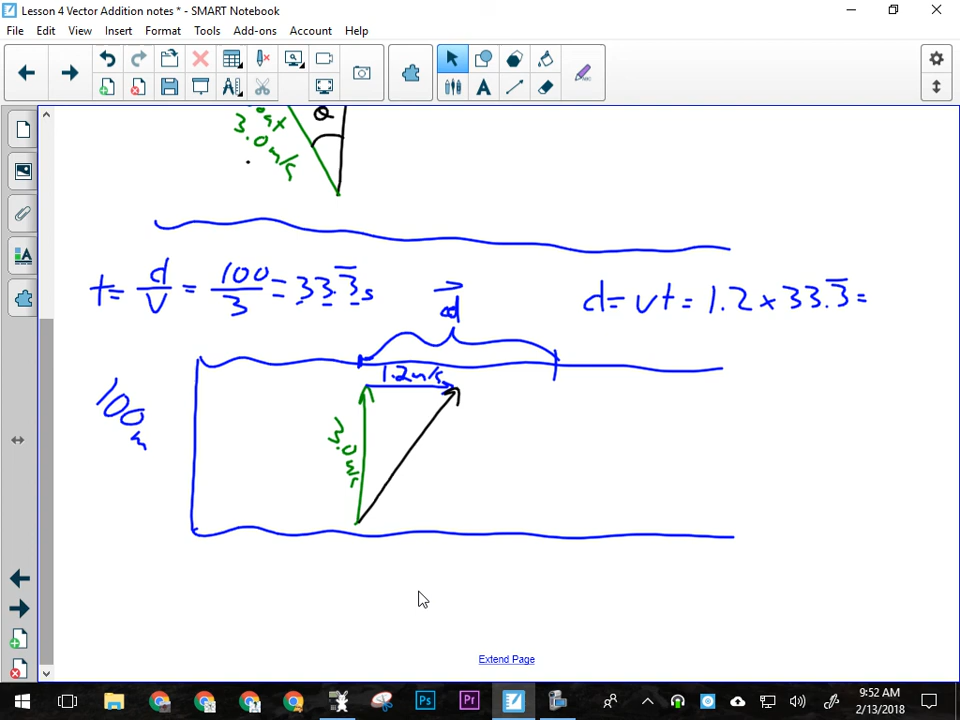 Lesson 4 Vector Addition notes * - SMART Notebook
File Edit View Insert Format Tools Add-ons Account Help
θ
3.0m/s
t = d/V = 100/3 = 33.3̅ s
d = vt = 1.2 x 33.3̅ =
d⃗
1.2m/s
100m
3.0m/s
Extend Page
9:52 AM
2/13/2018